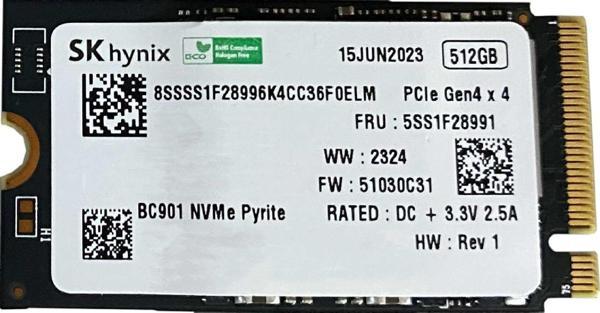 SK hynix
ECO
RoHS Compliance
Halogen Free
15JUN2023
512GB
8SSSS1F28996K4CC36F0ELM PCIe Gen4 x 4
FRU : 5SS1F28991
WW : 2324
FW : 51030C31
BC901 NVMe Pyrite
RATED : DC + 3.3V 2.5A
HW : Rev 1
TH
75